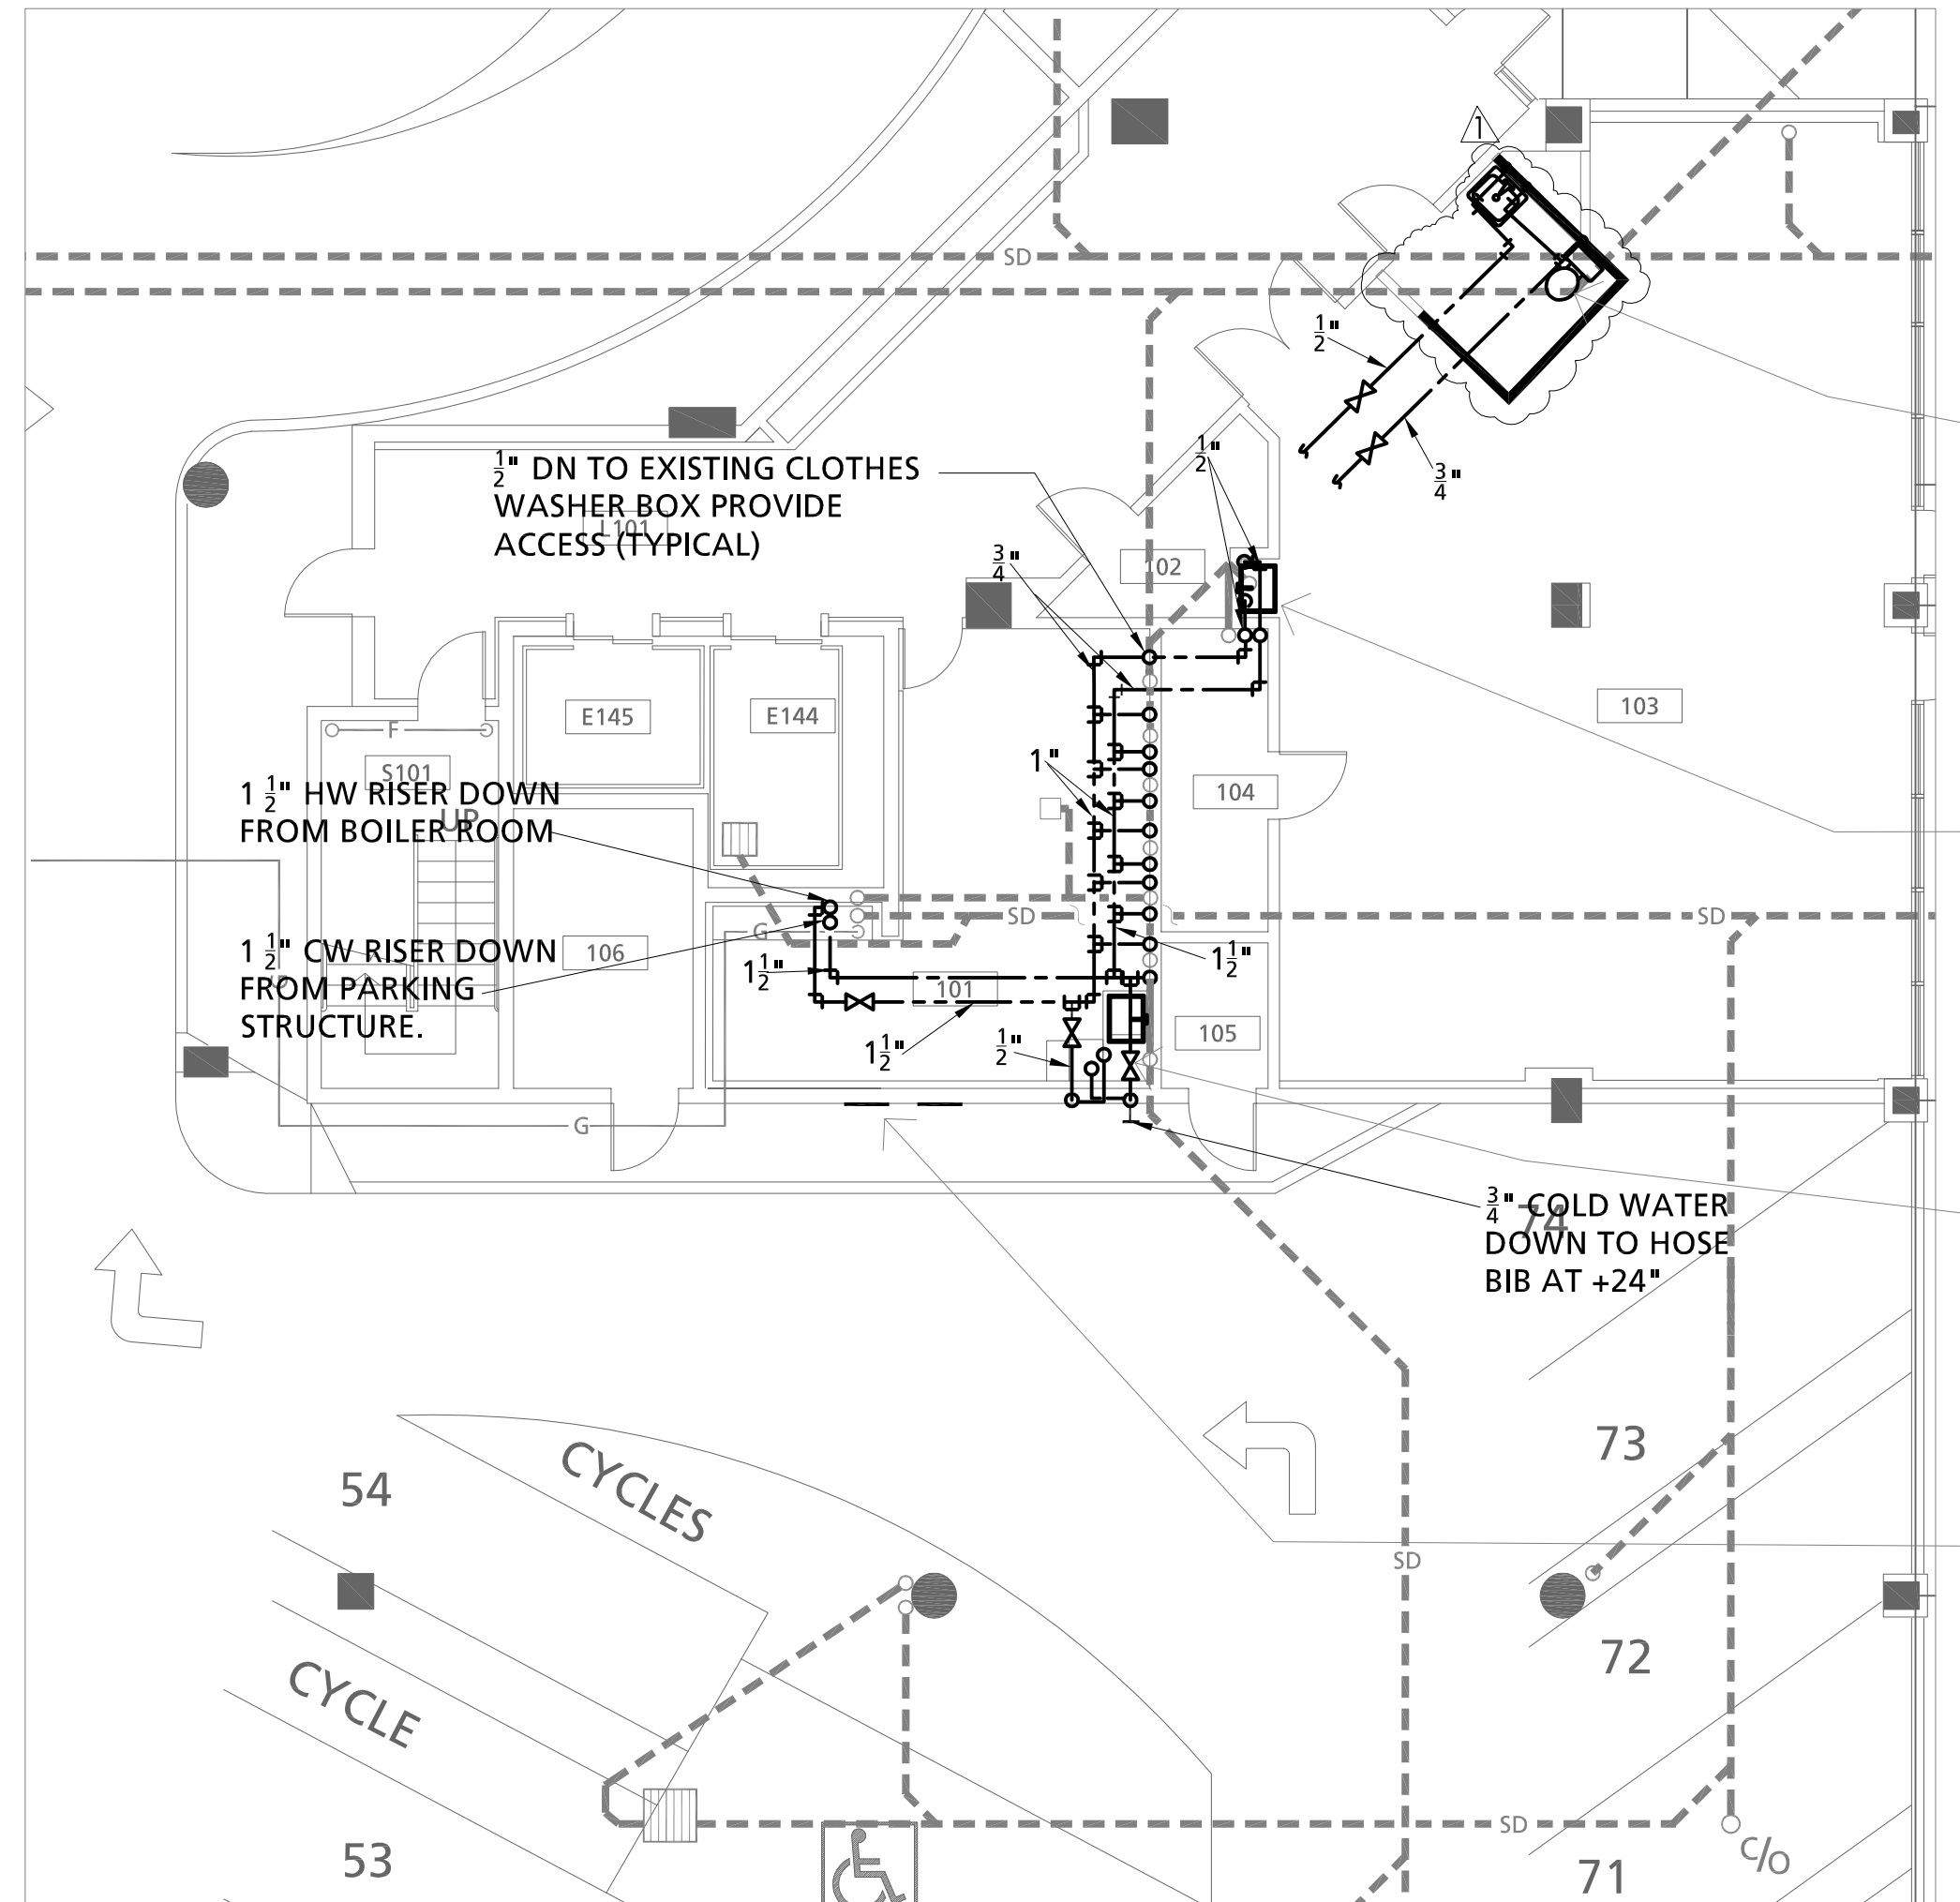 1
SD
1/2"
1/2"
3/4"
1/2" DN TO EXISTING CLOTHES
WASHER BOX PROVIDE
ACCESS (TYPICAL)
L101
3/4"
102
103
E145
E144
F
S101
1"
104
1 1/2" HW RISER DOWN
FROM BOILER ROOM
UP
SD
SD
G
1 1/2" CW RISER DOWN
FROM PARKING
STRUCTURE.
G
106
1 1/2"
1 1/2"
101
1 1/2"
1/2"
105
G
3/4" COLD WATER
DOWN TO HOSE
BIB AT +24"
74
73
54
CYCLES
SD
72
CYCLE
SD
C/O
53
71